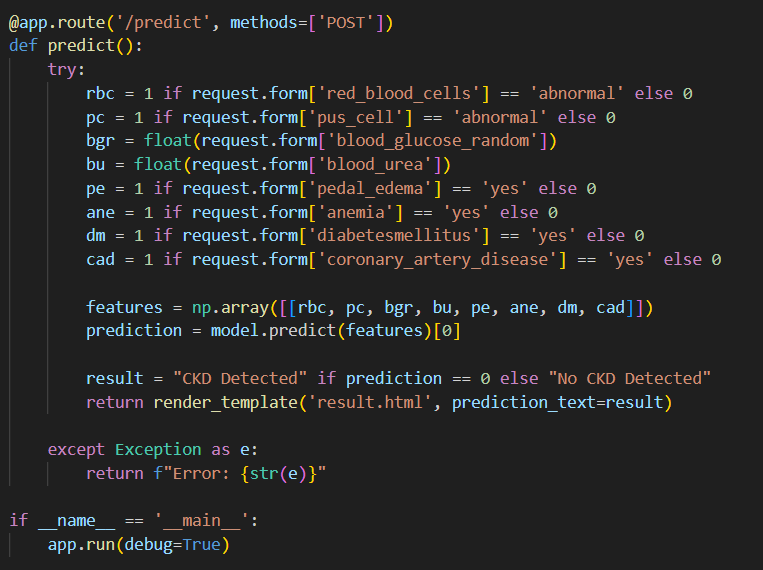 @app.route('/predict', methods=['POST'])
def predict():
    try:
        rbc = 1 if request.form['red_blood_cells'] == 'abnormal' else 0
        pc = 1 if request.form['pus_cell'] == 'abnormal' else 0
        bgr = float(request.form['blood_glucose_random'])
        bu = float(request.form['blood_urea'])
        pe = 1 if request.form['pedal_edema'] == 'yes' else 0
        ane = 1 if request.form['anemia'] == 'yes' else 0
        dm = 1 if request.form['diabetesmellitus'] == 'yes' else 0
        cad = 1 if request.form['coronary_artery_disease'] == 'yes' else 0

        features = np.array([[rbc, pc, bgr, bu, pe, ane, dm, cad]])
        prediction = model.predict(features)[0]

        result = "CKD Detected" if prediction == 0 else "No CKD Detected"
        return render_template('result.html', prediction_text=result)

    except Exception as e:
        return f"Error: {str(e)}"

if __name__ == '__main__':
    app.run(debug=True)